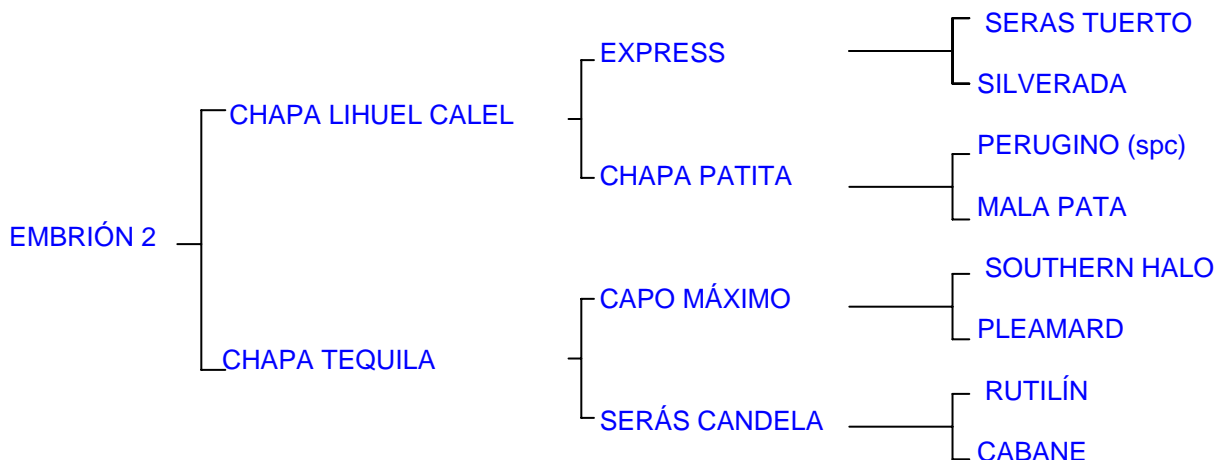 SERAS TUERTO
EXPRESS
SILVERADA
CHAPA LIHUEL CALEL
PERUGINO (spc)
CHAPA PATITA
MALA PATA
EMBRIÓN 2
SOUTHERN HALO
CAPO MÁXIMO
PLEAMARD
CHAPA TEQUILA
RUTILÍN
SERÁS CANDELA
CABANE